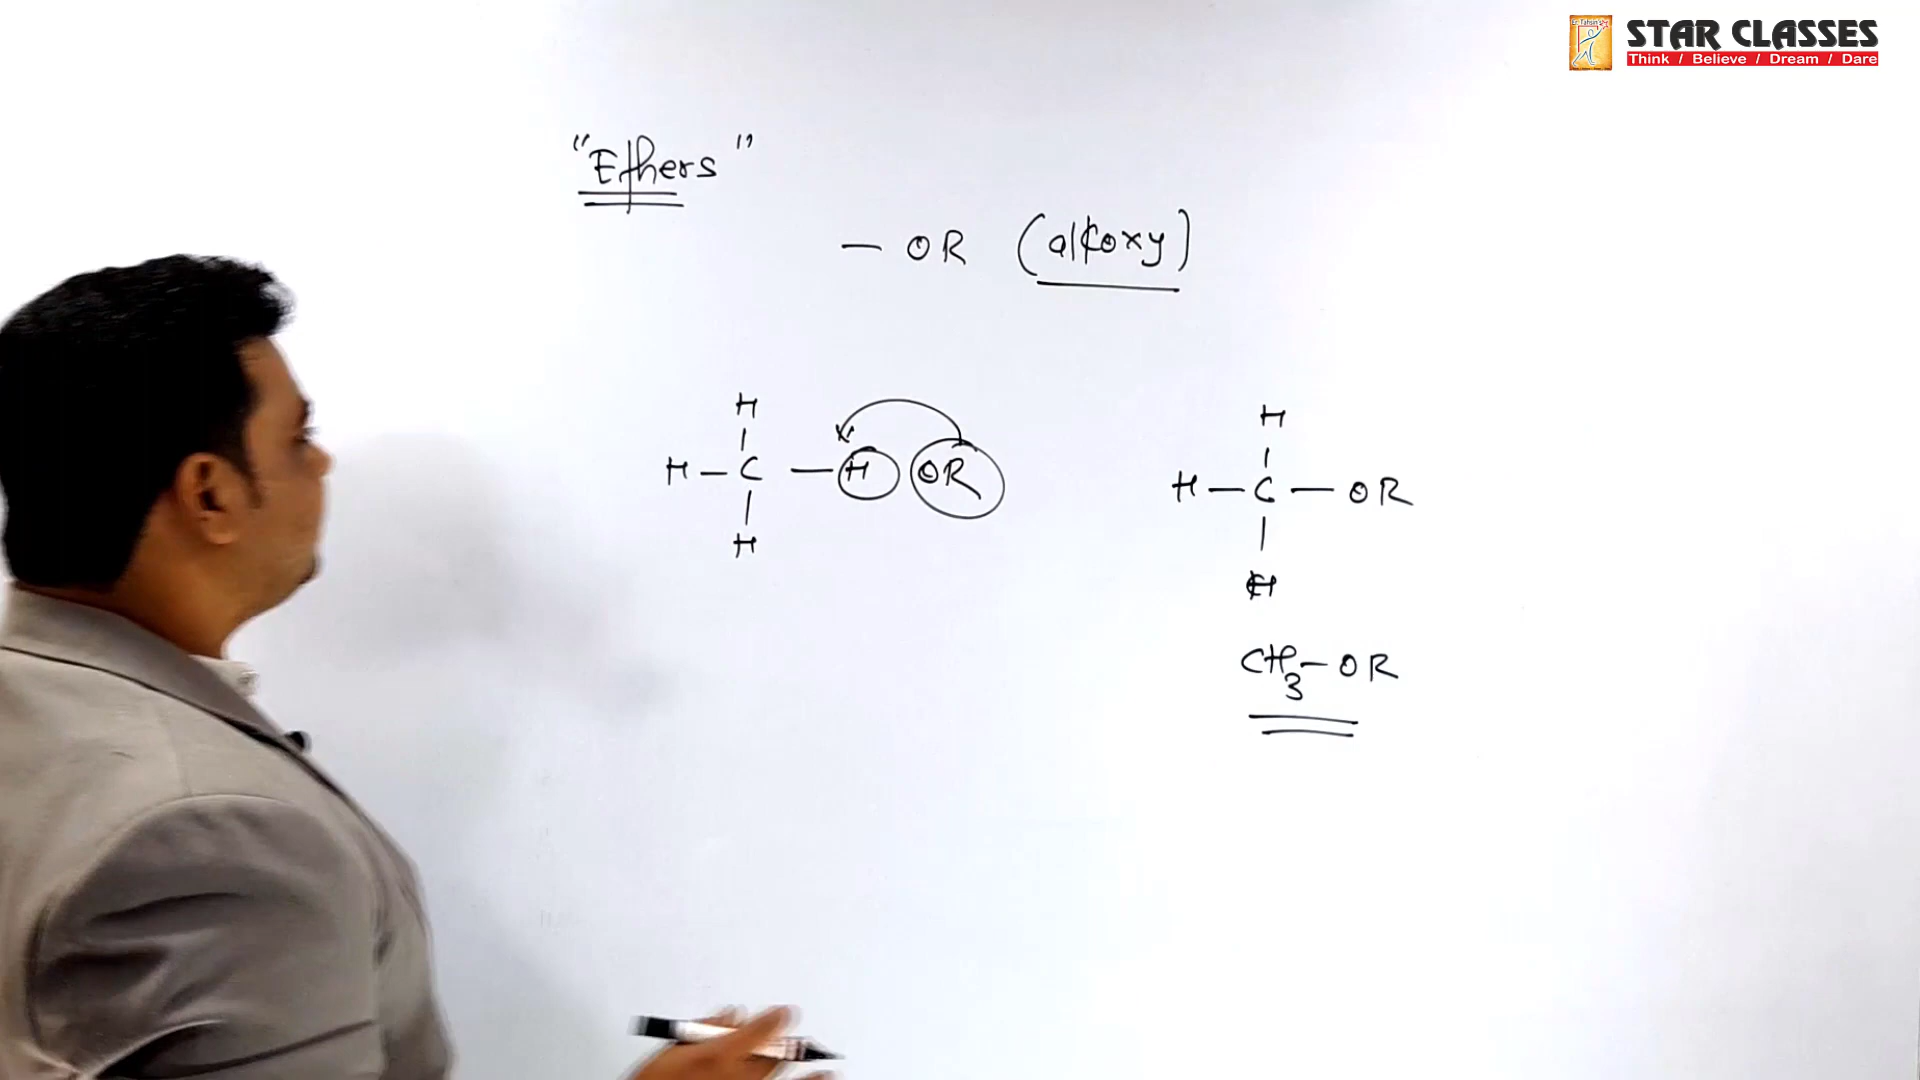 STAR CLASSES
Think / Believe / Dream / Dare
"Ethers"
— OR (alkoxy)
H
|
H — C — H OR
|
H
H
|
H — C — OR
|
H
CH3 — OR